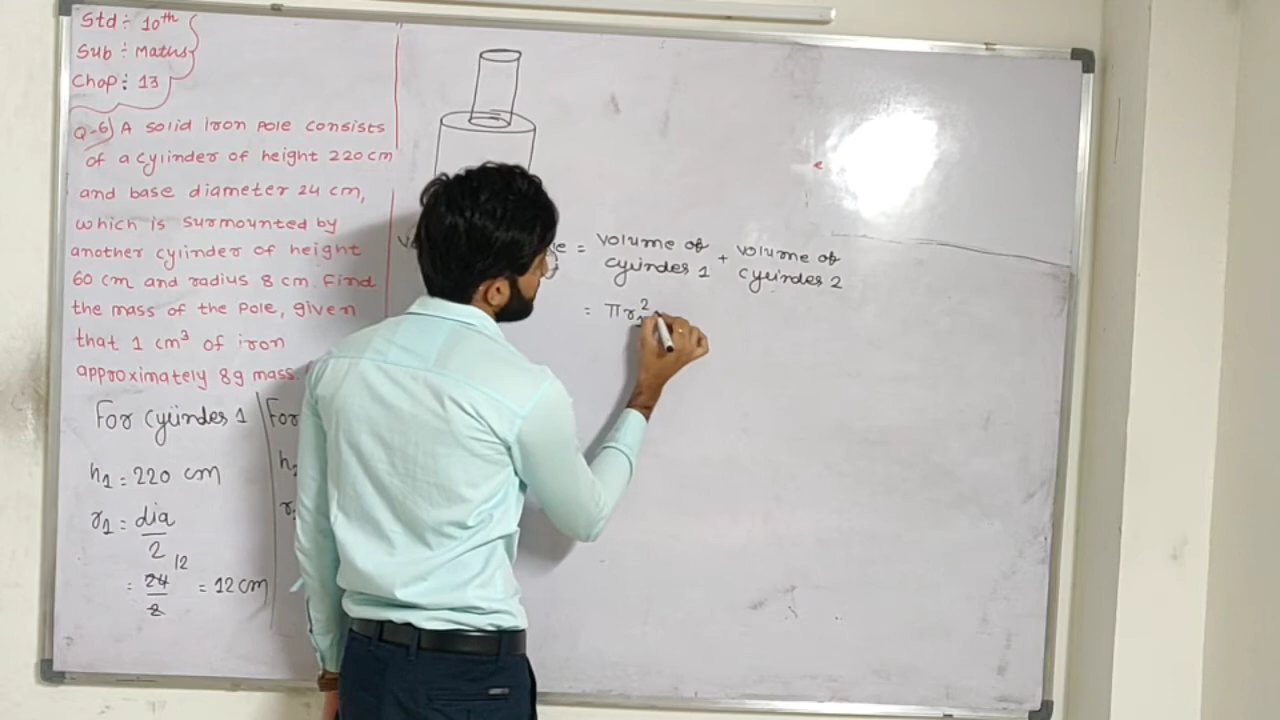 Std ÷ 10th
Sub ÷ Maths
Chap ÷ 13
Q-6) A solid Iron Pole consists
of a cylinder of height 220 cm
and base diameter 24 cm,
which is surmounted by
another cylinder of height
60 cm and radius 8 cm. Find
the mass of the Pole, given
that 1 cm³ of iron
approximately 8g mass.
For Cylinder 1
h₁ = 220 cm
r₁ = dia/2
= 24/2 12 = 12 cm
For
= volume of cylinder 1 + volume of cylinder 2
= πr₁²